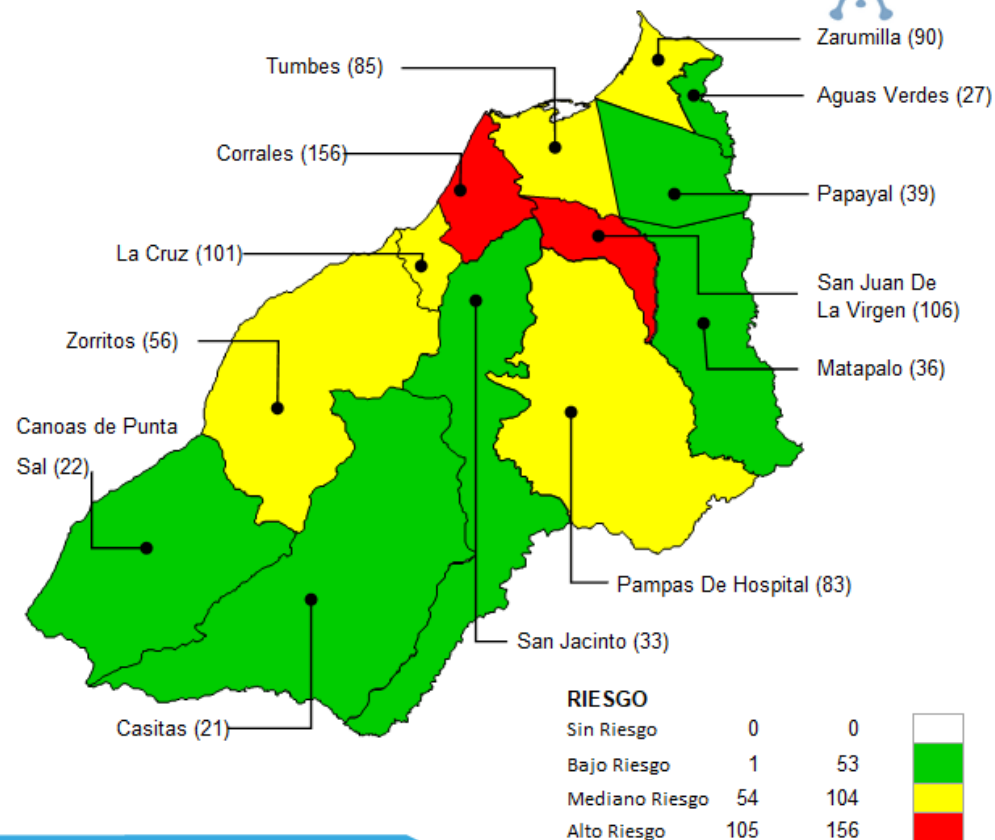 Zarumilla (90)
Tumbes (85)
Aguas Verdes (27)
Corrales (156)
Papayal (39)
La Cruz (101)
San Juan De
La Virgen (106)
Zorritos (56)
Matapalo (36)
Canoas de Punta
Sal (22)
Pampas De Hospital (83)
San Jacinto (33)
Casitas (21)
RIESGO
Sin Riesgo 0 0
Bajo Riesgo 1 53
Mediano Riesgo 54 104
Alto Riesgo 105 156